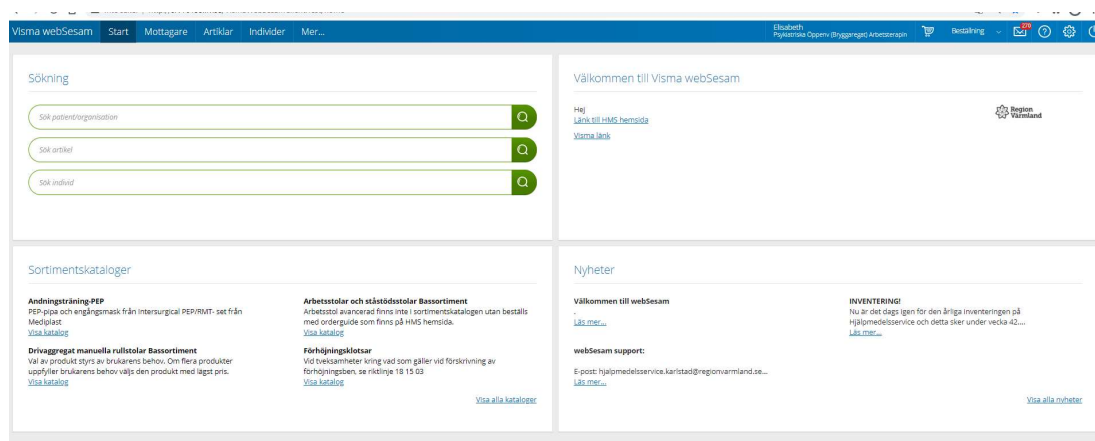 Visma webSesam Start Mottagare Artiklar Individer Mer...
Elisabeth
Psykiatriska Öppenv (Bryggaregat) Arbetsterapin
Beställning
270
Sökning
Sök patient/organisation
Sök artikel
Sök individ
Välkommen till Visma webSesam
Hej
Länk till HMS hemsida
Visma länk
Region
Värmland
Sortimentskataloger
Andningsträning-PEP
PEP-pipa och engångsmask från Intersurgical PEP/RMT- set från
Mediplast
Visa katalog
Arbetsstolar och ståstödsstolar Bassortiment
Arbetsstol avancerad finns inte i sortimentskatalogen utan beställs
med orderguide som finns på HMS hemsida.
Visa katalog
Drivaggregat manuella rullstolar Bassortiment
Val av produkt styrs av brukarens behov. Om flera produkter
uppfyller brukarens behov väljs den produkt med lägst pris.
Visa katalog
Förhöjningsklotsar
Vid tveksamheter kring vad som gäller vid förskrivning av
förhöjningsben, se riktlinje 18 15 03
Visa katalog
Visa alla kataloger
Nyheter
Välkommen till webSesam
.
Läs mer...
INVENTERING!
Nu är det dags igen för den årliga inventeringen på
Hjälpmedelsservice och detta sker under vecka 42....
Läs mer...
webSesam support:
E-post: hjalpmedelsservice.karlstad@regionvarmland.se...
Läs mer...
Visa alla nyheter